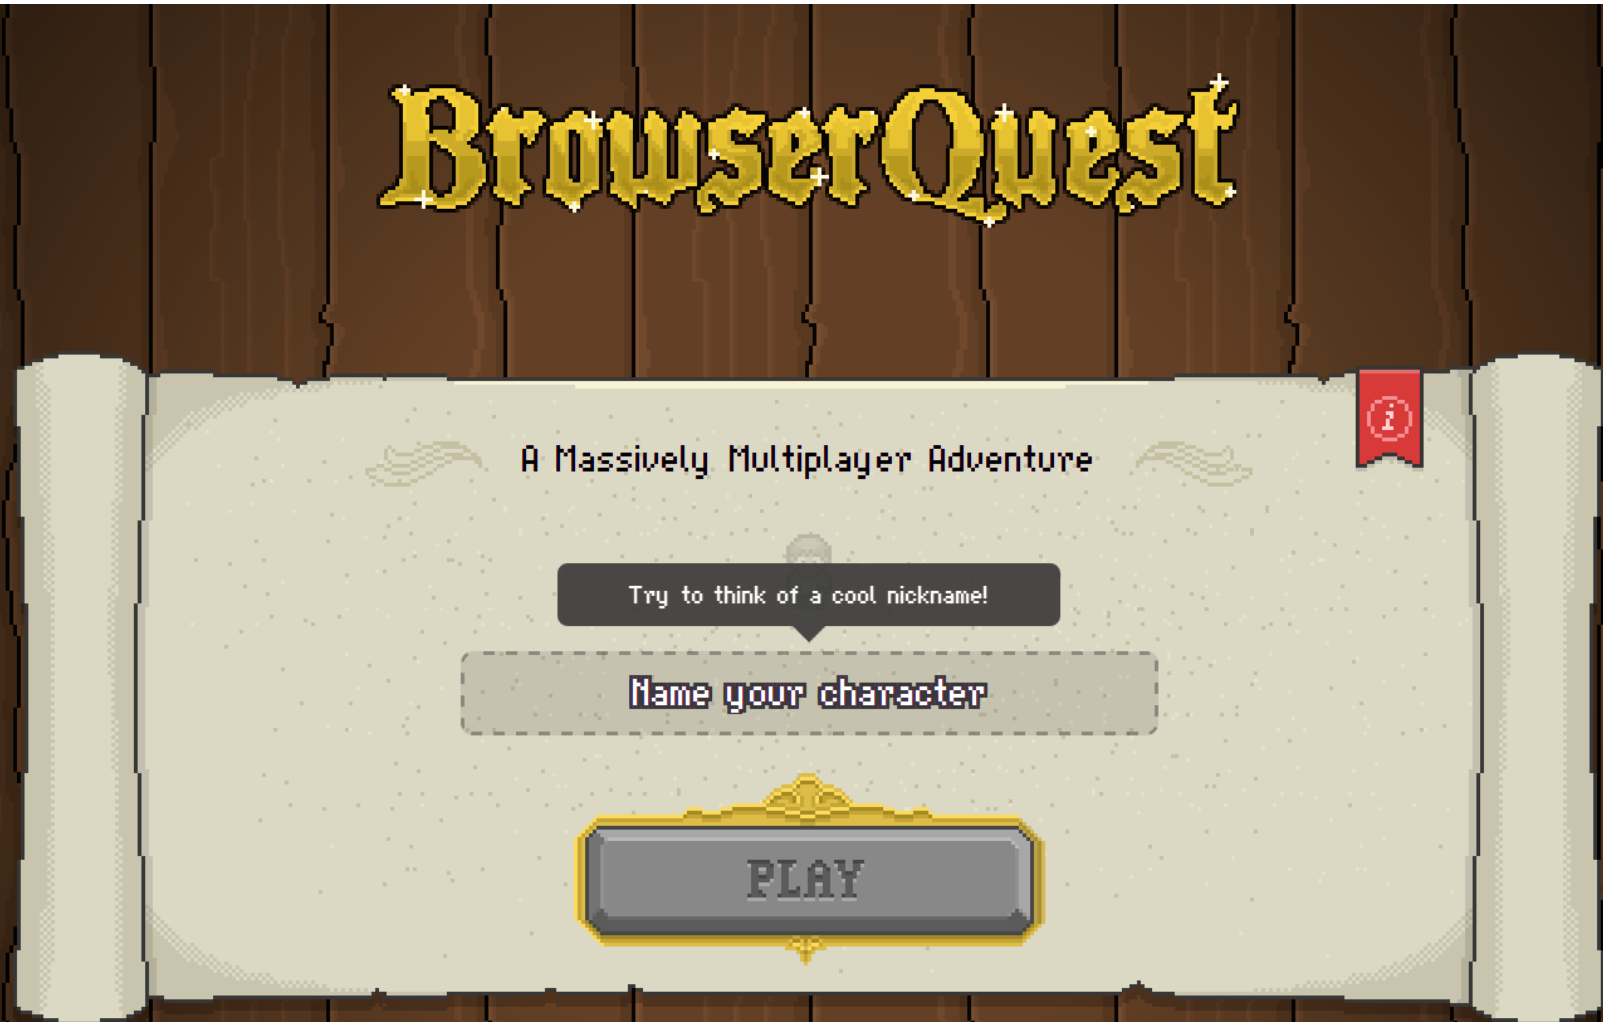 BrowserQuest
A Massively Multiplayer Adventure
i
Try to think of a cool nickname!
Name your character
PLAY